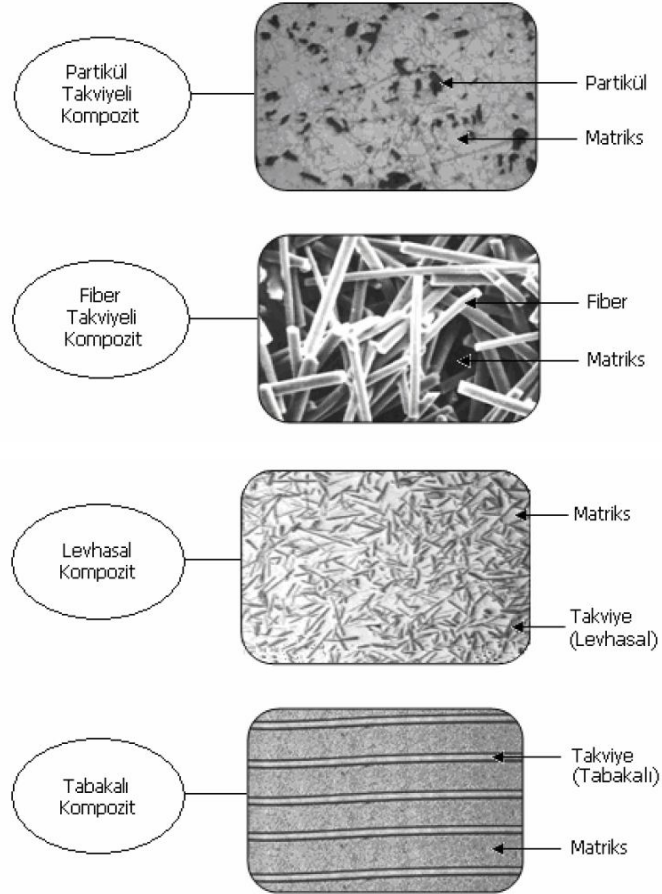 Partikül
Takviyeli
Kompozit
Partikül
Matriks
Fiber
Takviyeli
Kompozit
Fiber
Matriks
Levhasal
Kompozit
Matriks
Takviye
(Levhasal)
Tabakalı
Kompozit
Takviye
(Tabakalı)
Matriks